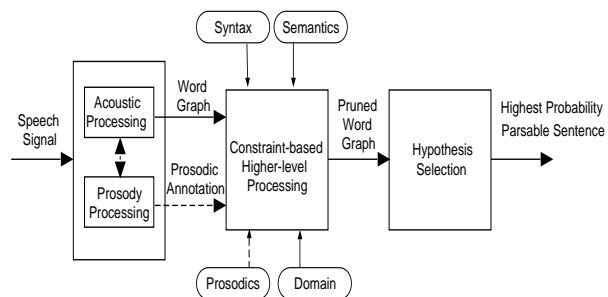 Syntax
Semantics
Speech
Signal
Acoustic
Processing
Prosody
Processing
Word
Graph
Prosodic
Annotation
Constraint-based
Higher-level
Processing
Pruned
Word
Graph
Hypothesis
Selection
Highest Probability
Parsable Sentence
Prosodics
Domain